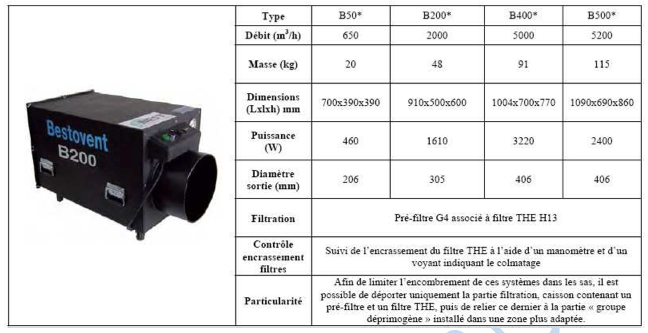 Bestovent
B200
Type B50* B200* B400* B500*
Débit (m³/h) 650 2000 5000 5200
Masse (kg) 20 48 91 115
Dimensions
(Lxlxh) mm 700x390x390 910x500x600 1004x700x770 1090x690x860
Puissance
(W) 460 1610 3220 2400
Diamètre
sortie (mm) 206 305 406 406
Filtration Pré-filtre G4 associé à filtre THE H13
Contrôle
encrassement
filtres
Suivi de l’encrassement du filtre THE à l’aide d’un manomètre et d’un
voyant indiquant le colmatage
Particularité
Afin de limiter l’encombrement de ces systèmes dans les sas, il est
possible de déporter uniquement la partie filtration, caisson contenant un
pré-filtre et un filtre THE, puis de relier ce dernier à la partie « groupe
déprimogène » installé dans une zone plus adaptée.